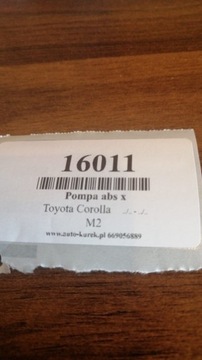 16011
Pompa abs x
Toyota Corolla ./. - ./.
M2
www.auto-kurek.pl 669056889